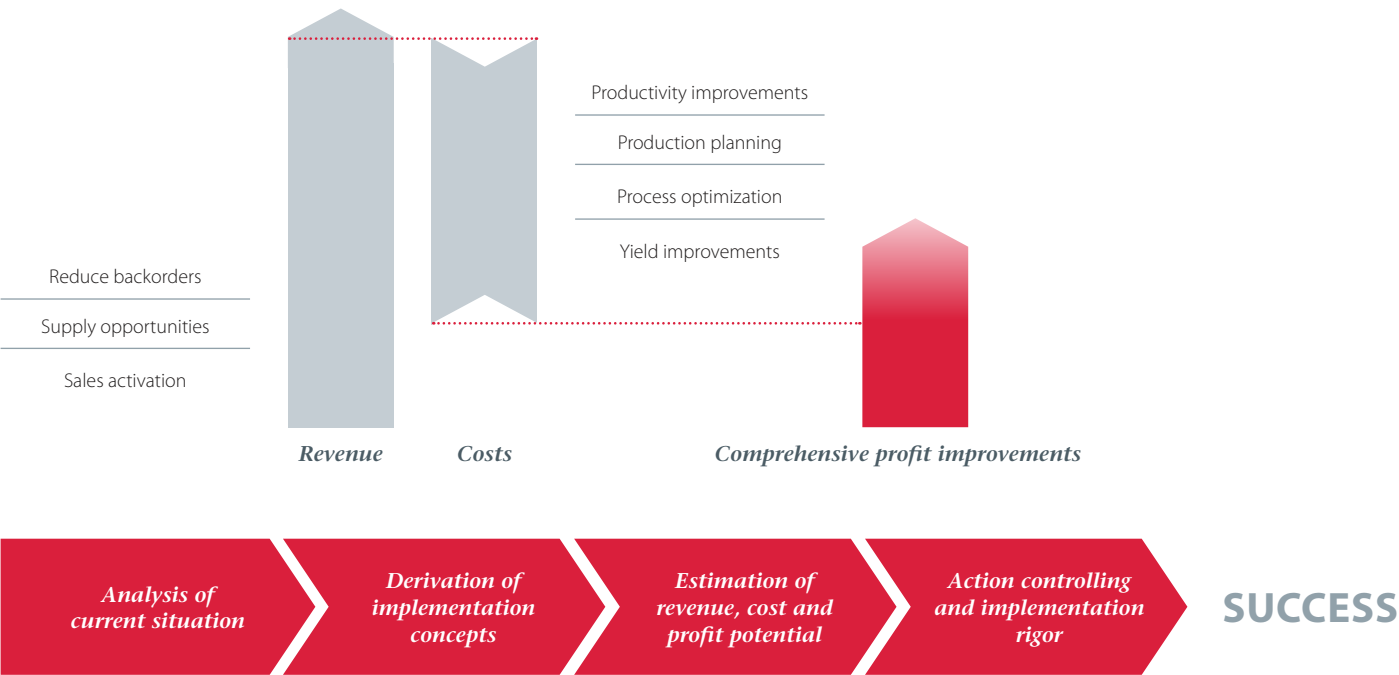 Productivity improvements
Production planning
Process optimization
Yield improvements
Reduce backorders
Supply opportunities
Sales activation
Revenue
Costs
Comprehensive profit improvements
Analysis of
current situation
Derivation of
implementation
concepts
Estimation of
revenue, cost and
profit potential
Action controlling
and implementation
rigor
SUCCESS